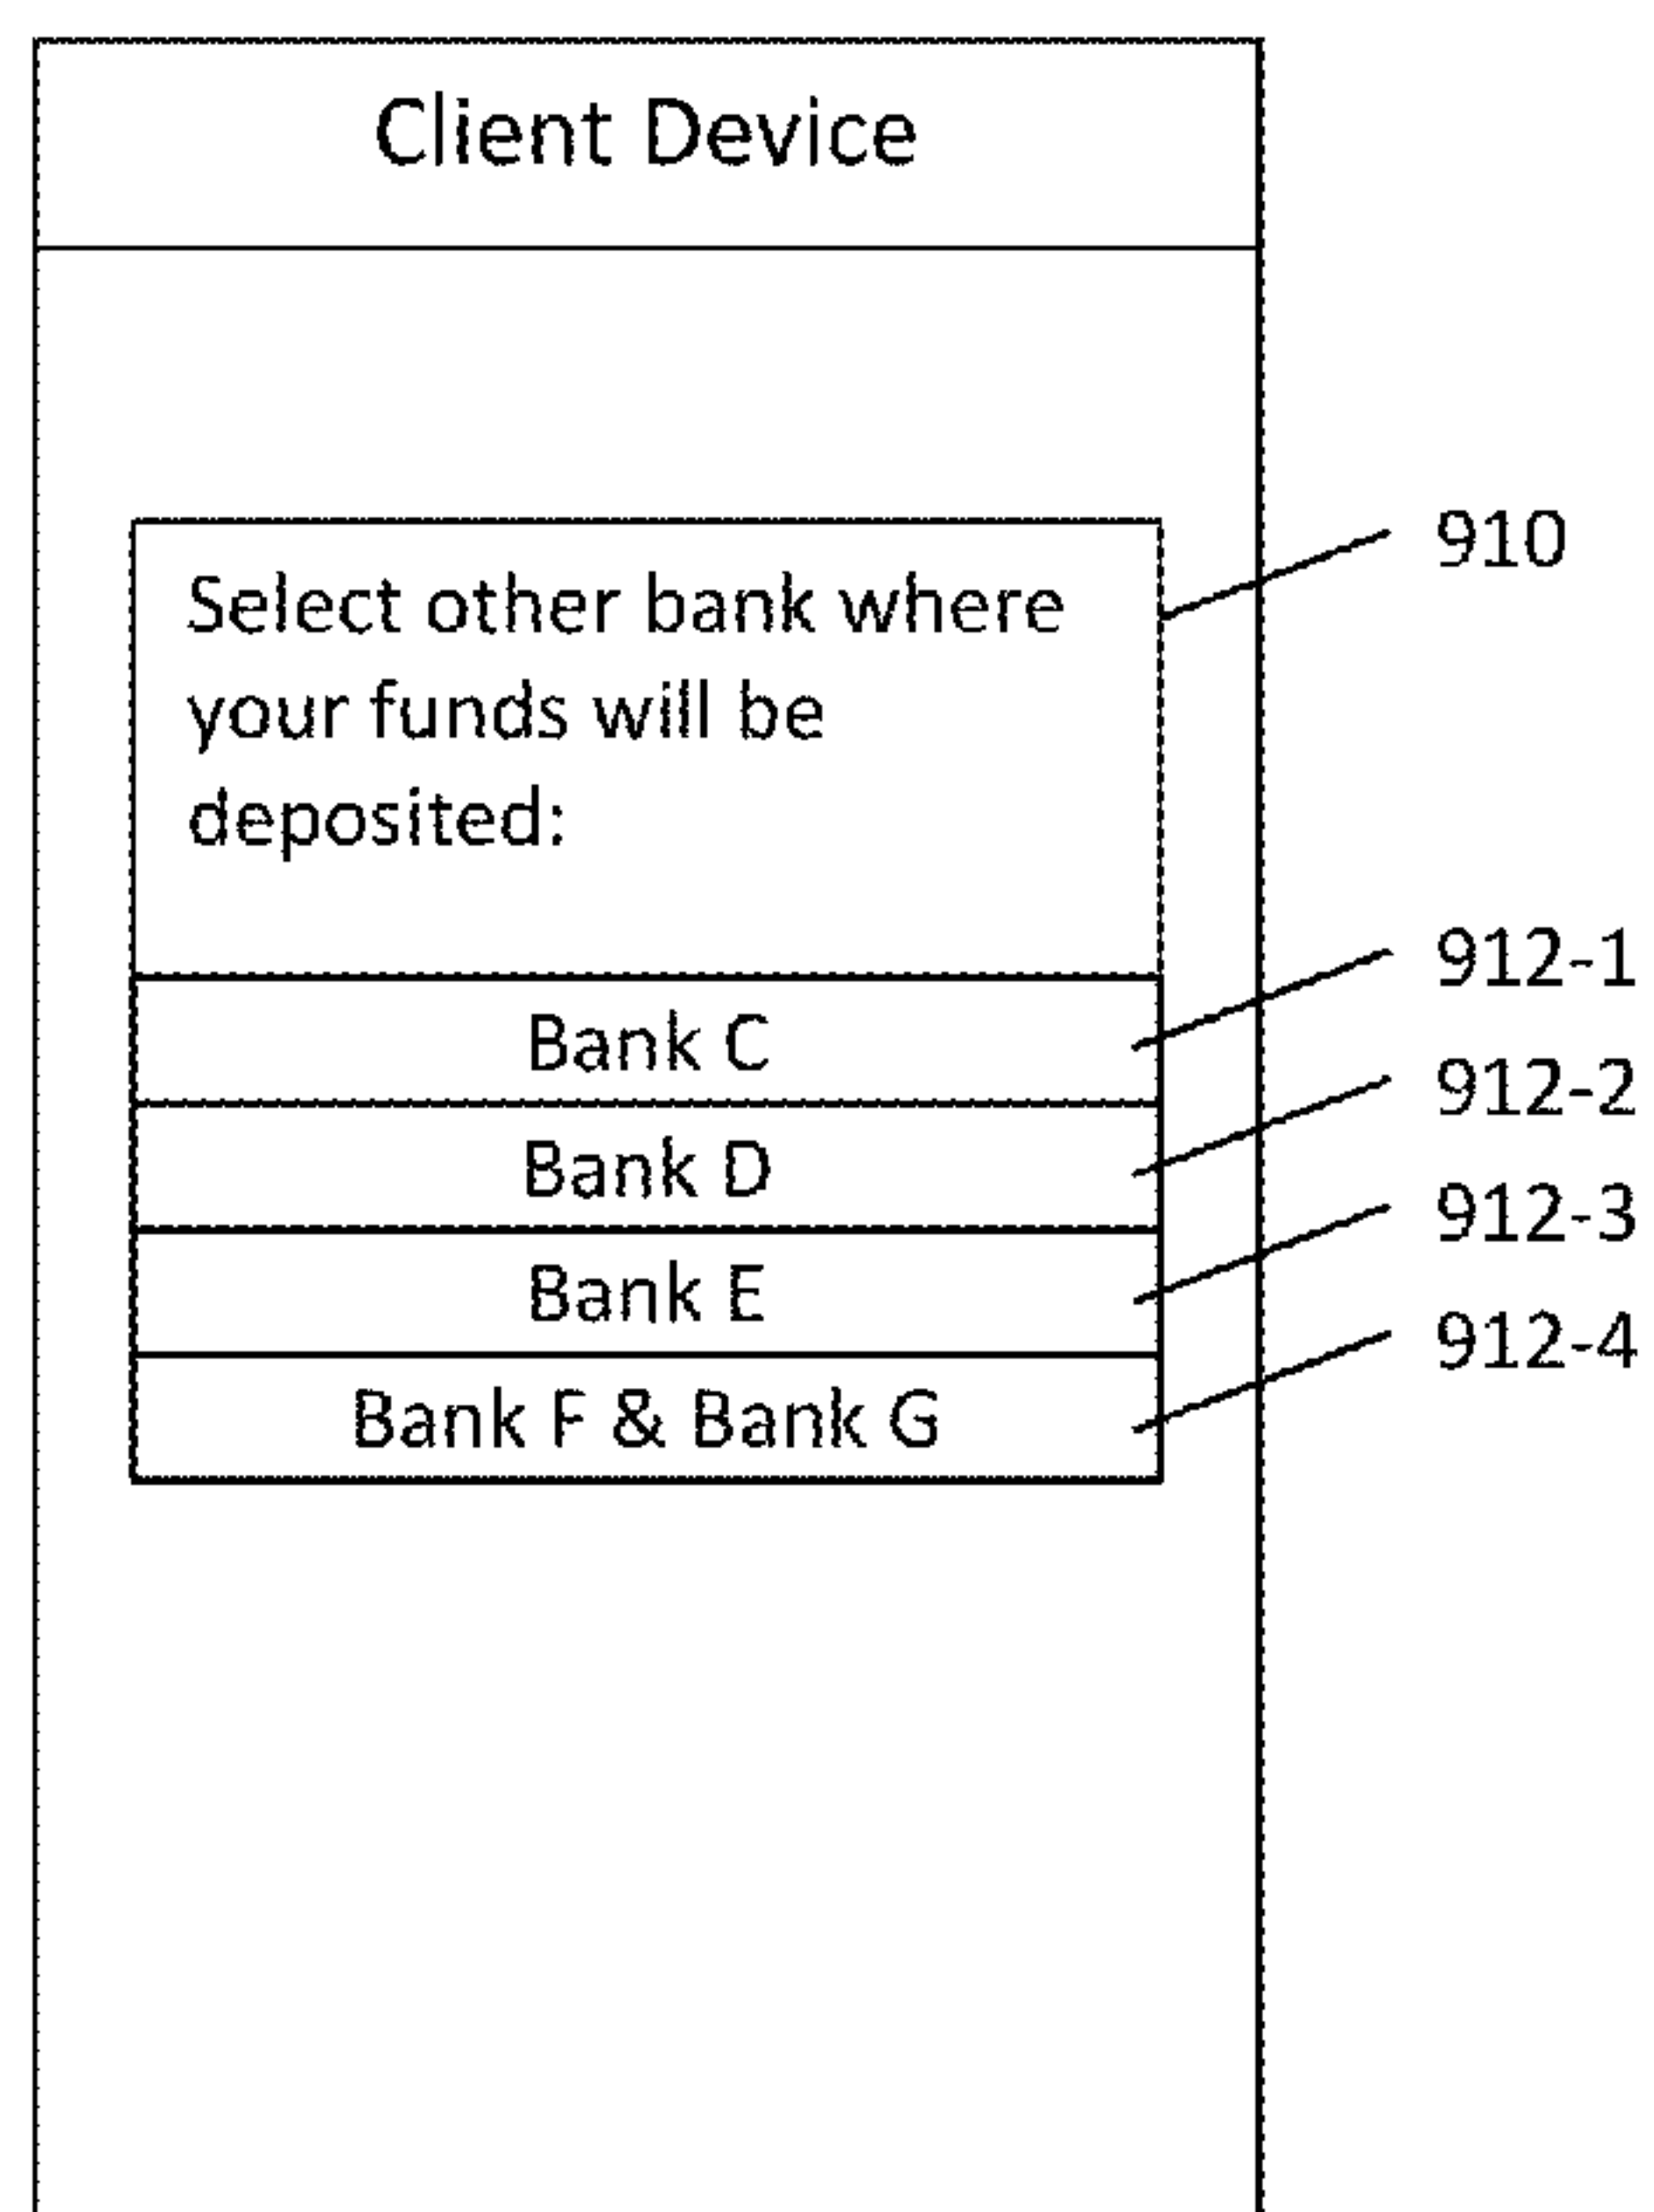 Client Device
910
Select other bank where
your funds will be
deposited:
912-1
Bank C
912-2
Bank D
912-3
Bank E
912-4
Bank F & Bank G